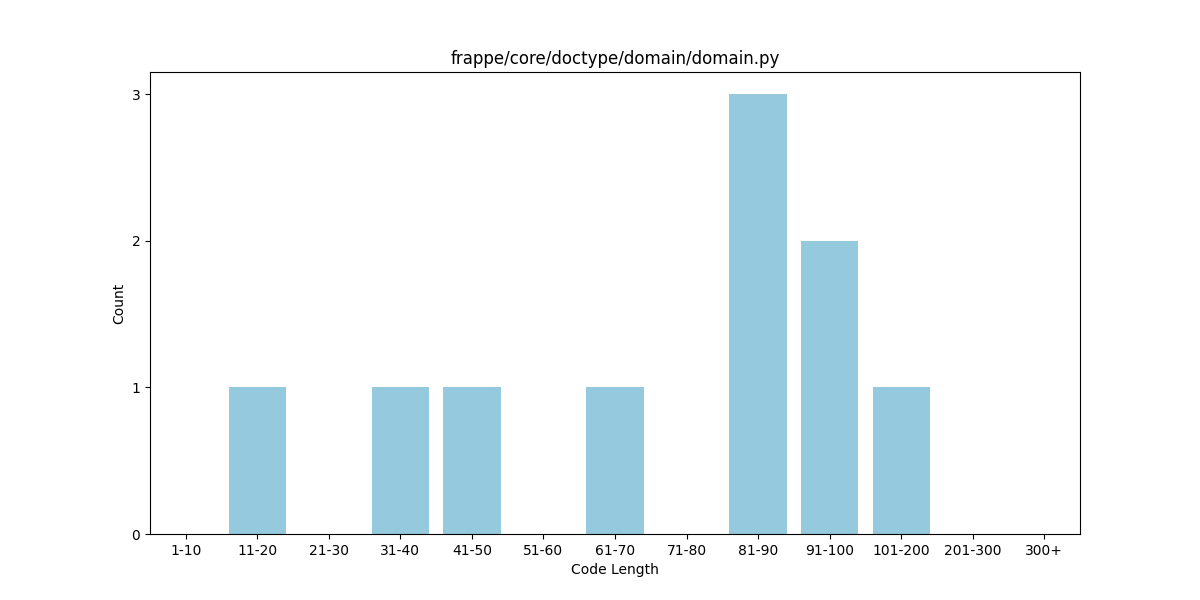 frappe/core/doctype/domain/domain.py
3
2
1
0
Count
1-10 11-20 21-30 31-40 41-50 51-60 61-70 71-80 81-90 91-100 101-200 201-300 300+
Code Length